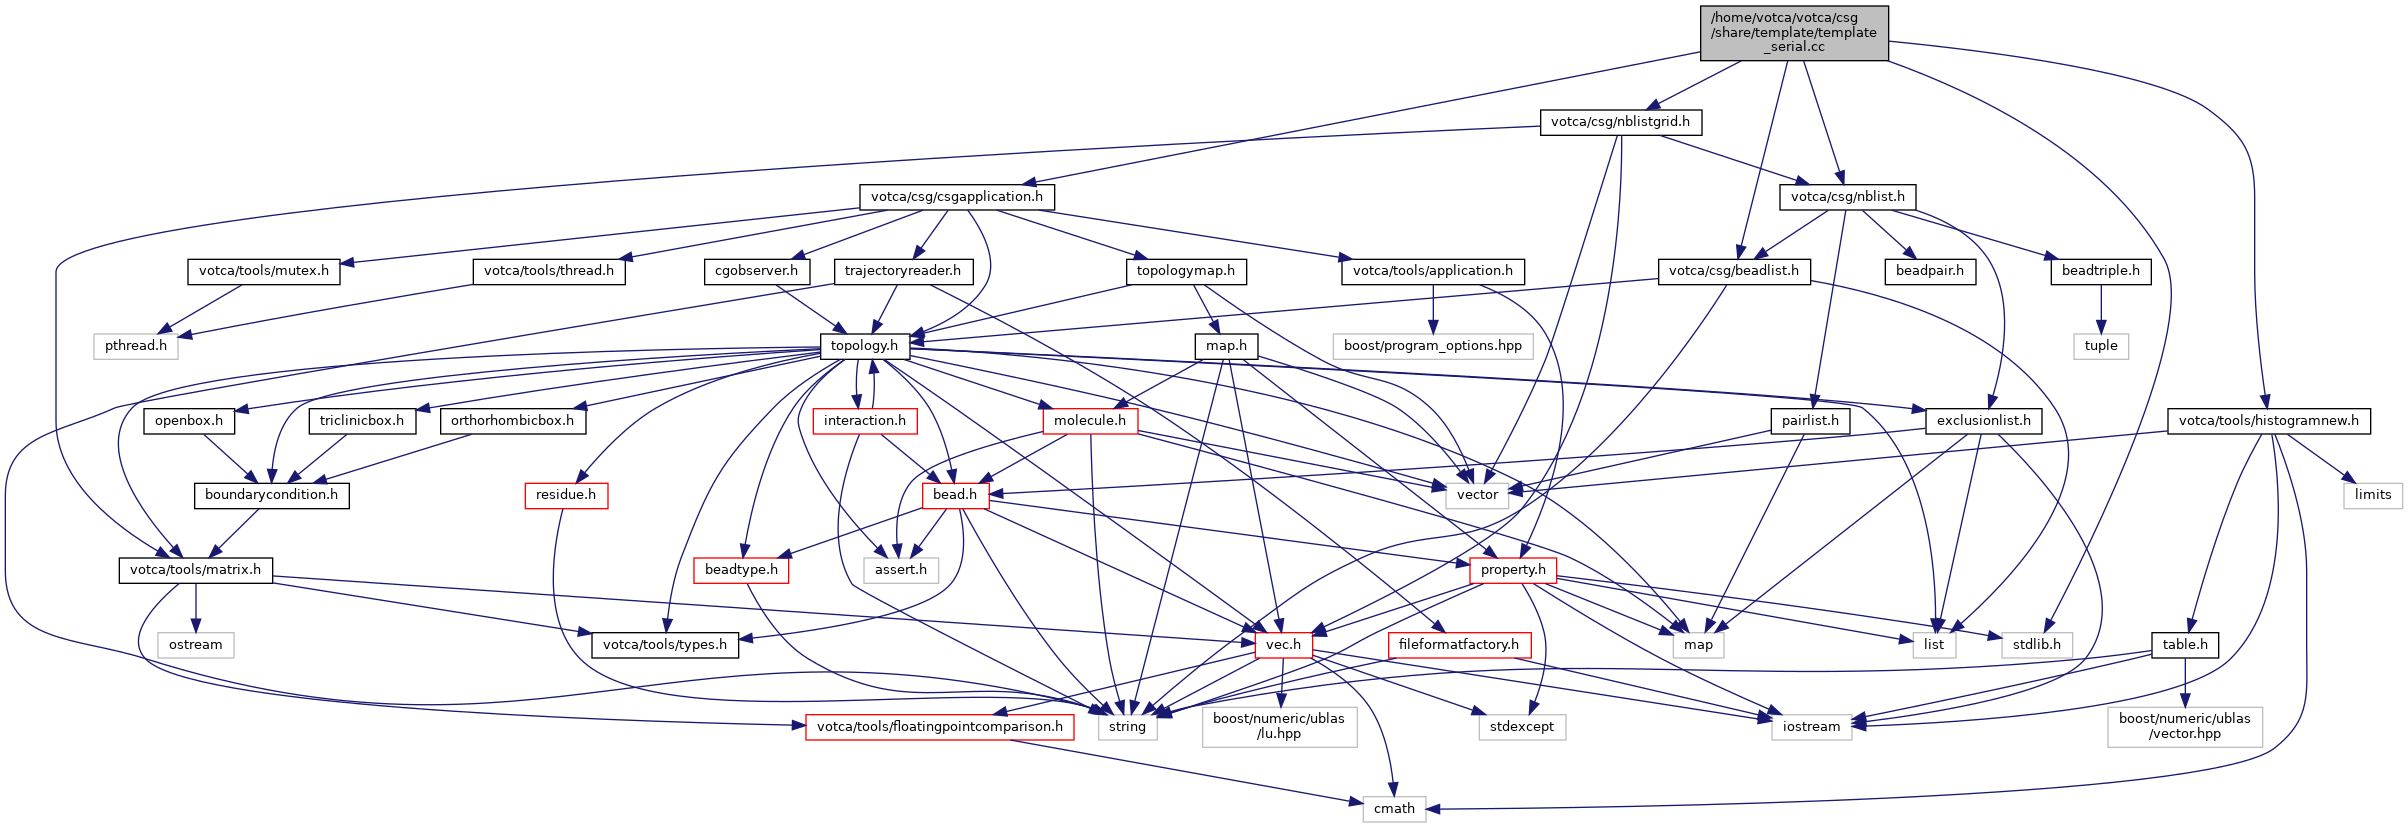 /home/votca/votca/csg
/share/template/template
_serial.cc
votca/csg/nblistgrid.h
votca/csg/csgapplication.h
votca/csg/nblist.h
votca/tools/mutex.h
votca/tools/thread.h
cgobserver.h
trajectoryreader.h
topologymap.h
votca/tools/application.h
votca/csg/beadlist.h
beadpair.h
beadtriple.h
pthread.h
topology.h
map.h
boost/program_options.hpp
tuple
openbox.h
triclinicbox.h
orthorhombicbox.h
interaction.h
molecule.h
pairlist.h
exclusionlist.h
votca/tools/histogramnew.h
boundarycondition.h
residue.h
bead.h
vector
limits
votca/tools/matrix.h
beadtype.h
assert.h
property.h
ostream
votca/tools/types.h
vec.h
fileformatfactory.h
map
list
stdlib.h
table.h
votca/tools/floatingpointcomparison.h
string
boost/numeric/ublas
/lu.hpp
stdexcept
iostream
boost/numeric/ublas
/vector.hpp
cmath